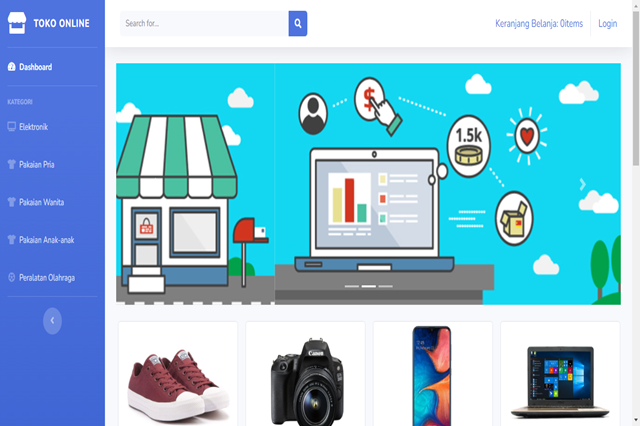 TOKO ONLINE
Search for...
Keranjang Belanja: 0items
Login
Dashboard
KATEGORI
Elektronik
Pakaian Pria
Pakaian Wanita
Pakaian Anak-anak
Peralatan Olahraga
$
1.5k
Canon